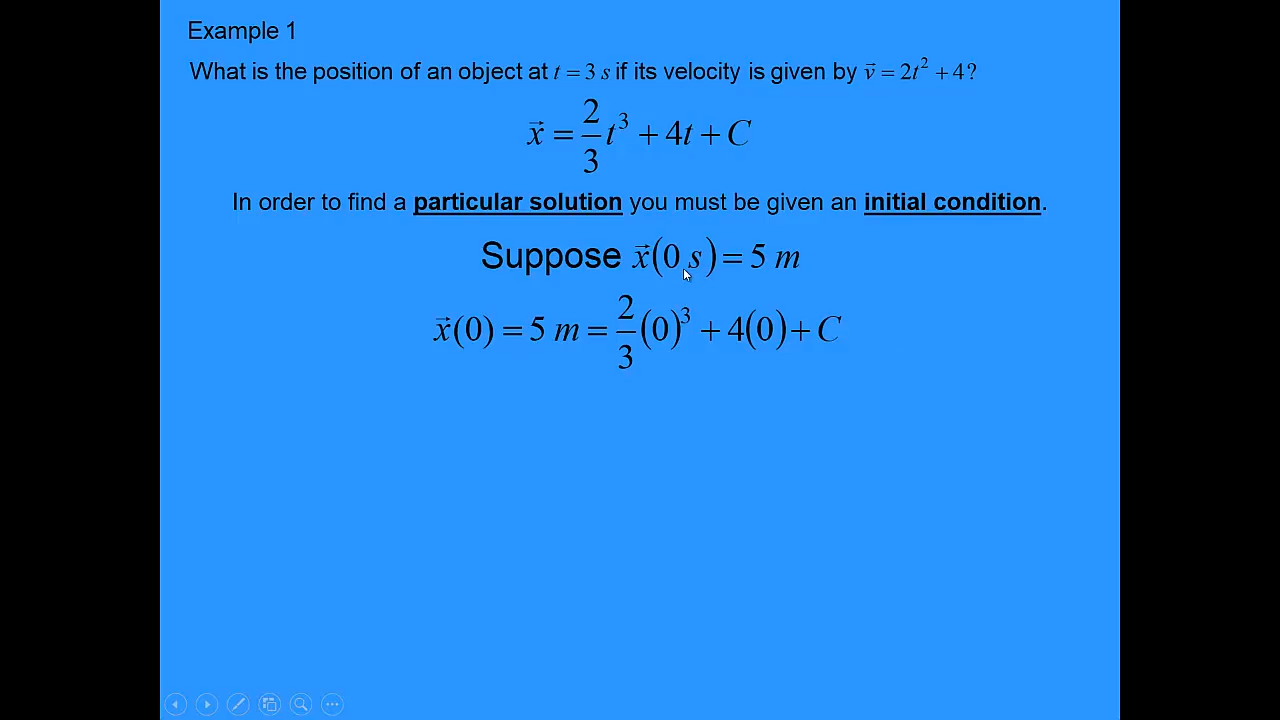 Example 1
What is the position of an object at t = 3 s if its velocity is given by v⃗ = 2t² + 4?
x⃗ = 2/3 t³ + 4t + C
In order to find a particular solution you must be given an initial condition.
Suppose x⃗(0 s) = 5 m
x⃗(0) = 5 m = 2/3 (0)³ + 4(0) + C